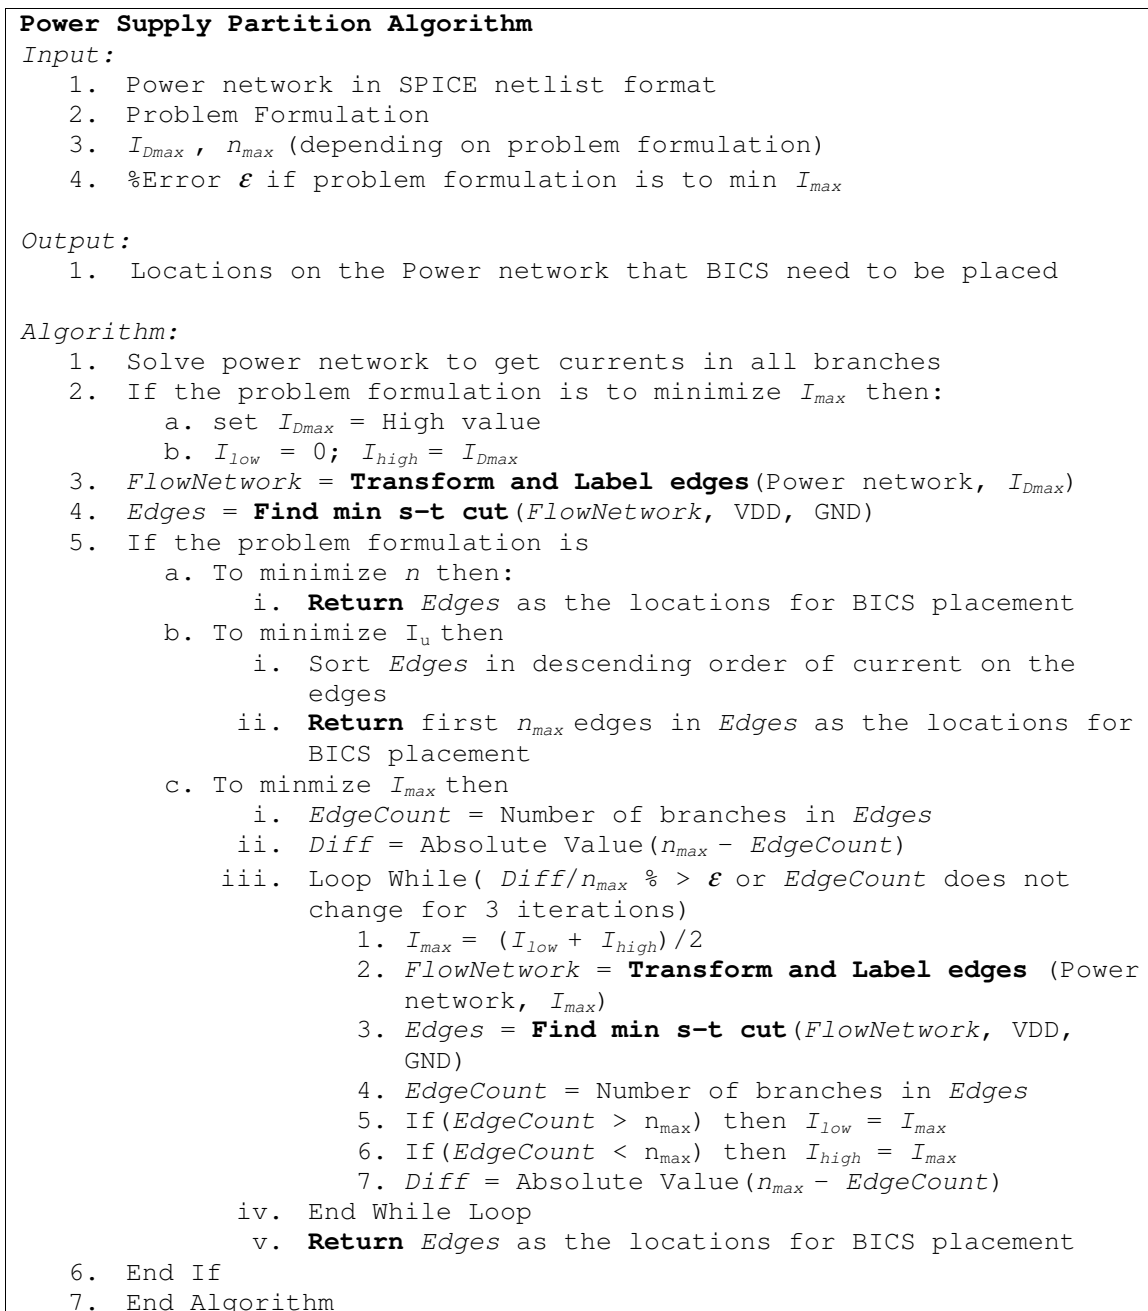 Power Supply Partition Algorithm
Input:
1. Power network in SPICE netlist format
2. Problem Formulation
3. I_Dmax , n_max (depending on problem formulation)
4. %Error ε if problem formulation is to min I_max
Output:
1. Locations on the Power network that BICS need to be placed
Algorithm:
1. Solve power network to get currents in all branches
2. If the problem formulation is to minimize I_max then:
a. set I_Dmax = High value
b. I_low = 0; I_high = I_Dmax
3. FlowNetwork = Transform and Label edges(Power network, I_Dmax)
4. Edges = Find min s-t cut(FlowNetwork, VDD, GND)
5. If the problem formulation is
a. To minimize n then:
i. Return Edges as the locations for BICS placement
b. To minimize I_u then
i. Sort Edges in descending order of current on the
edges
ii. Return first n_max edges in Edges as the locations for
BICS placement
c. To minmize I_max then
i. EdgeCount = Number of branches in Edges
ii. Diff = Absolute Value(n_max – EdgeCount)
iii. Loop While( Diff/n_max % > ε or EdgeCount does not
change for 3 iterations)
1. I_max = (I_low + I_high)/2
2. FlowNetwork = Transform and Label edges (Power
network, I_max)
3. Edges = Find min s-t cut(FlowNetwork, VDD,
GND)
4. EdgeCount = Number of branches in Edges
5. If(EdgeCount > n_max) then I_low = I_max
6. If(EdgeCount < n_max) then I_high = I_max
7. Diff = Absolute Value(n_max – EdgeCount)
iv. End While Loop
v. Return Edges as the locations for BICS placement
6. End If
7. End Algorithm